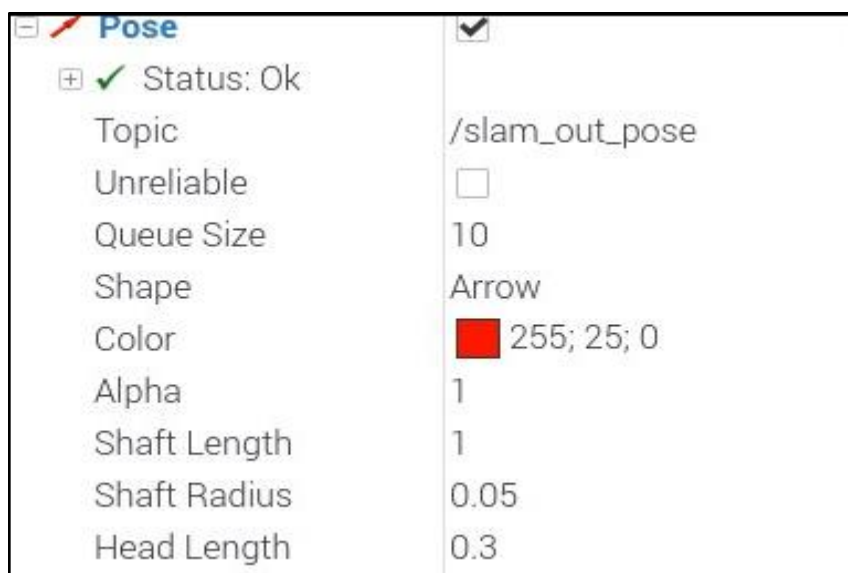 Pose
Status: Ok
Topic /slam_out_pose
Unreliable
Queue Size 10
Shape Arrow
Color 255; 25; 0
Alpha 1
Shaft Length 1
Shaft Radius 0.05
Head Length 0.3